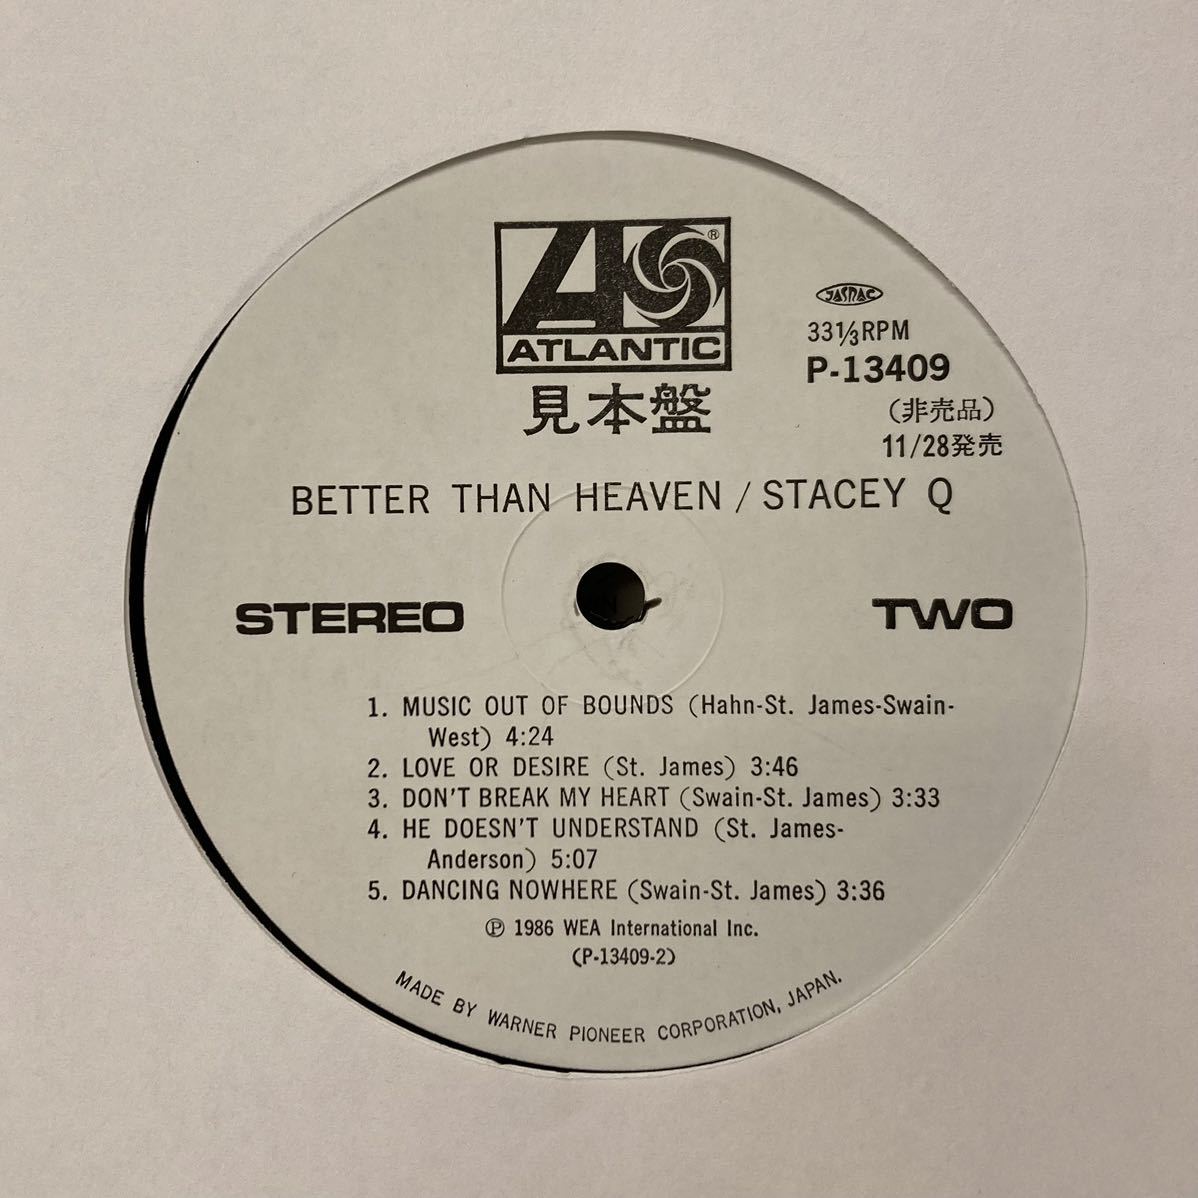 ATLANTIC
®
見本盤
JASRAC
33 1/3 RPM
P-13409
(非売品)
11/28発売
BETTER THAN HEAVEN / STACEY Q
STEREO
TWO
1. MUSIC OUT OF BOUNDS (Hahn-St. James-Swain-
West) 4:24
2. LOVE OR DESIRE (St. James) 3:46
3. DON'T BREAK MY HEART (Swain-St. James) 3:33
4. HE DOESN'T UNDERSTAND (St. James-
Anderson) 5:07
5. DANCING NOWHERE (Swain-St. James) 3:36
℗ 1986 WEA International Inc.
(P-13409-2)
MADE BY WARNER PIONEER CORPORATION, JAPAN.